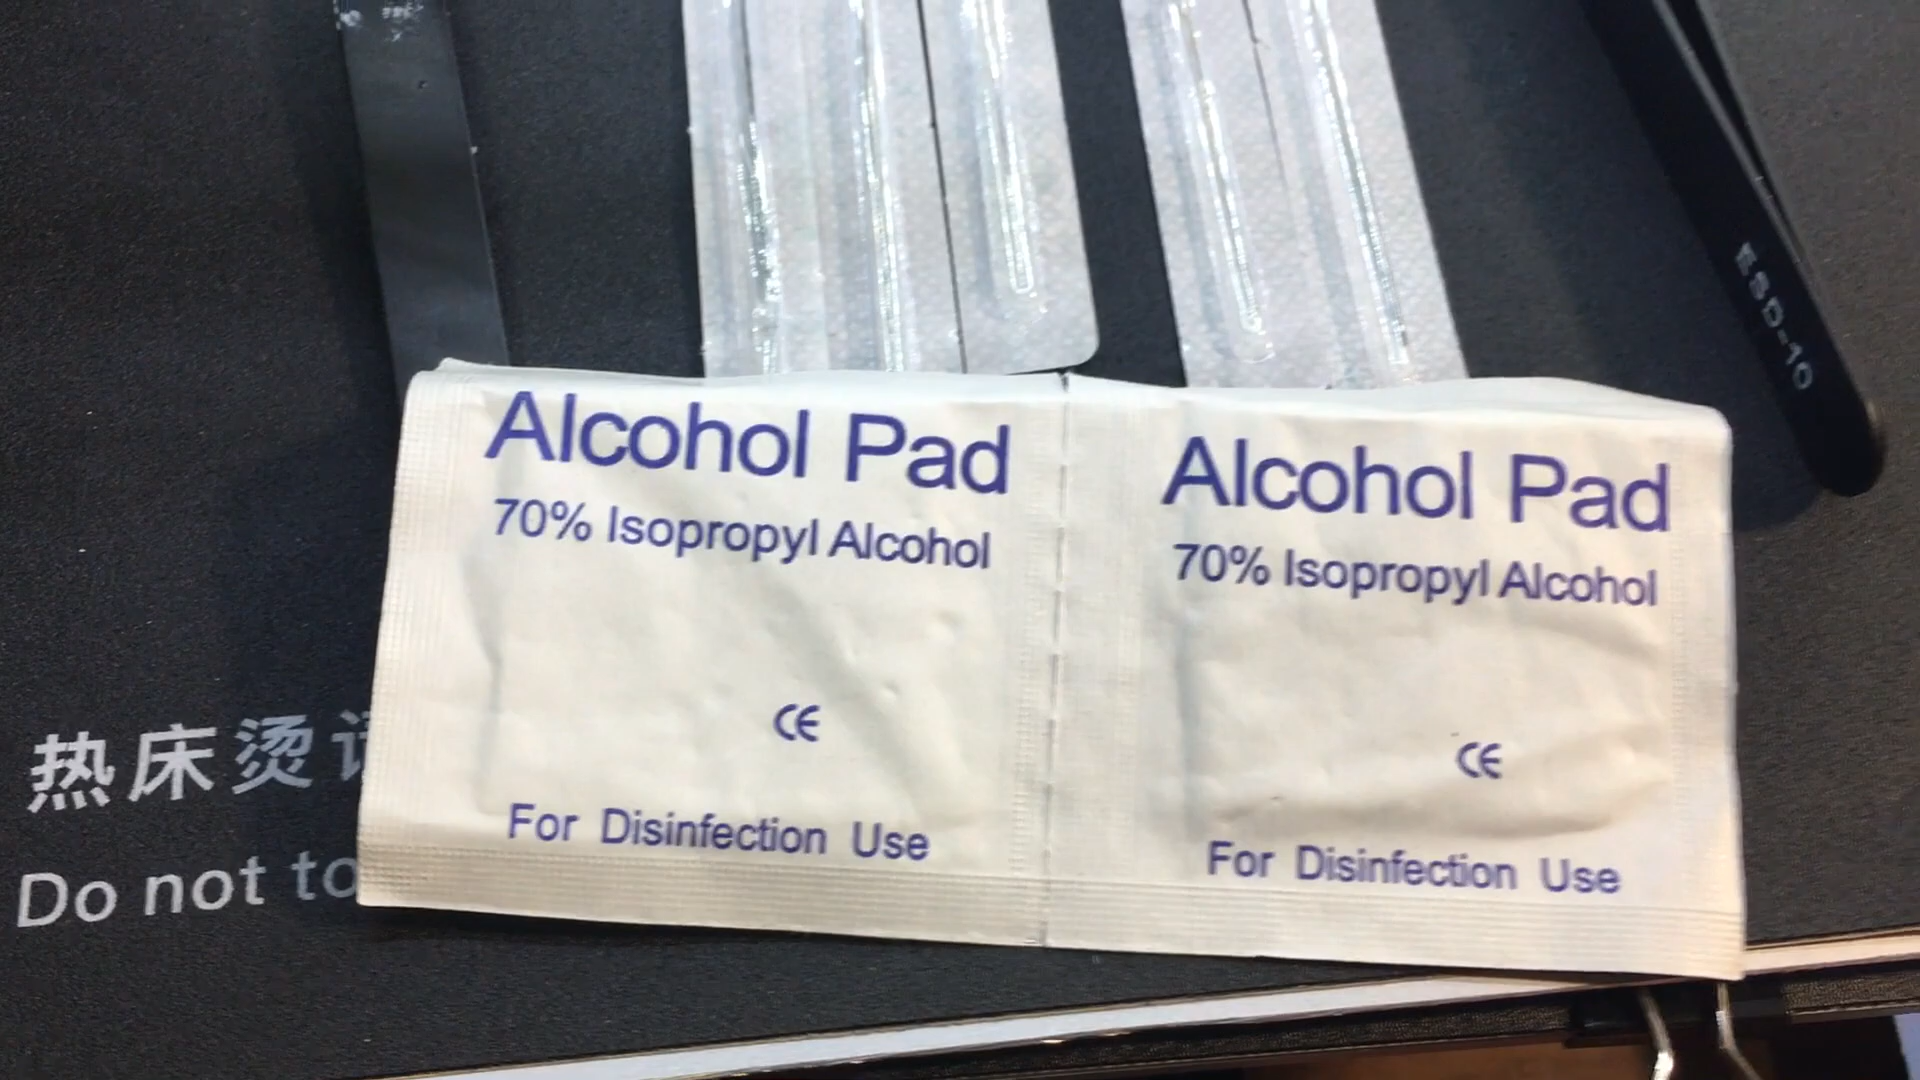 ESD-10
Alcohol Pad
70% Isopropyl Alcohol
CE
For Disinfection Use
Alcohol Pad
70% Isopropyl Alcohol
CE
For Disinfection Use
热床烫
Do not to